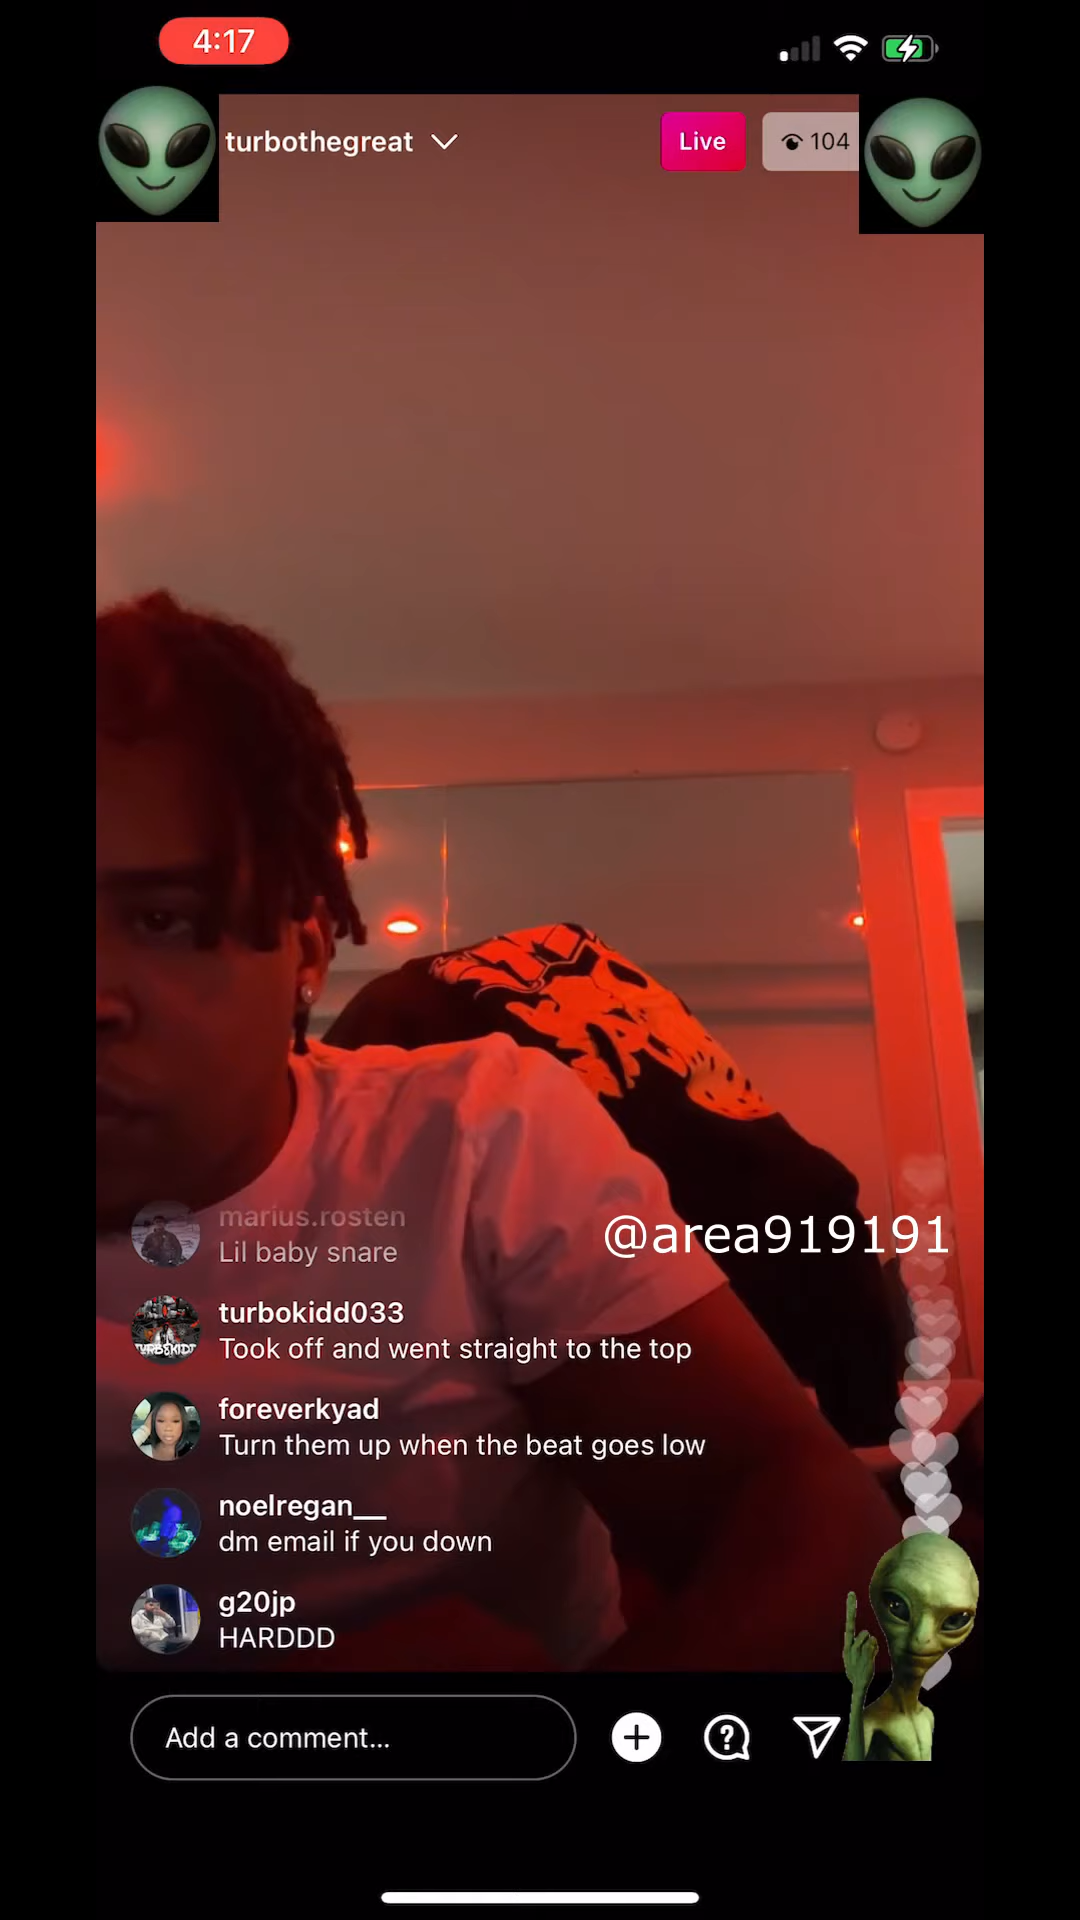 4:17
turbothegreat
Live
104
@area919191
marius.rosten
Lil baby snare
turbokidd033
Took off and went straight to the top
foreverkyad
Turn them up when the beat goes low
noelregan__
dm email if you down
g20jp
HARDDD
Add a comment...